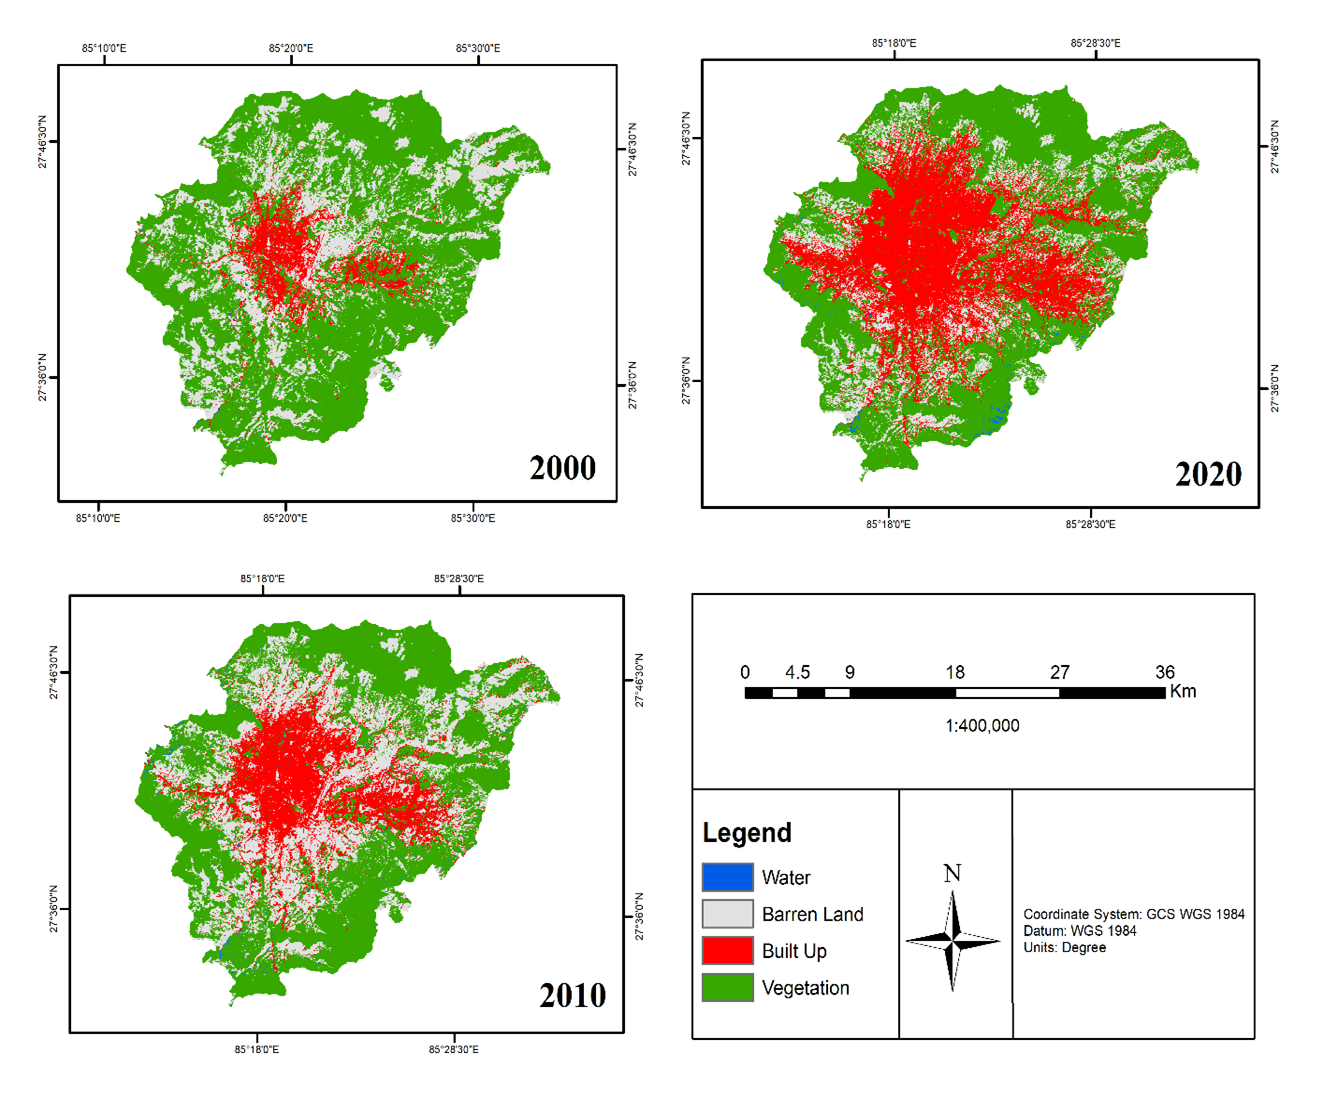 85°10'0"E 85°20'0"E 85°30'0"E
27°46'30"N 27°46'30"N
27°36'0"N 27°36'0"N
2000
85°10'0"E 85°20'0"E 85°30'0"E
85°18'0"E 85°28'30"E
27°46'30"N 27°46'30"N
27°36'0"N 27°36'0"N
2020
85°18'0"E 85°28'30"E
85°18'0"E 85°28'30"E
27°46'30"N 27°46'30"N
27°36'0"N 27°36'0"N
2010
85°18'0"E 85°28'30"E
0 4.5 9 18 27 36
Km
1:400,000
Legend
Water
Barren Land
Built Up
Vegetation
N
Coordinate System: GCS WGS 1984
Datum: WGS 1984
Units: Degree